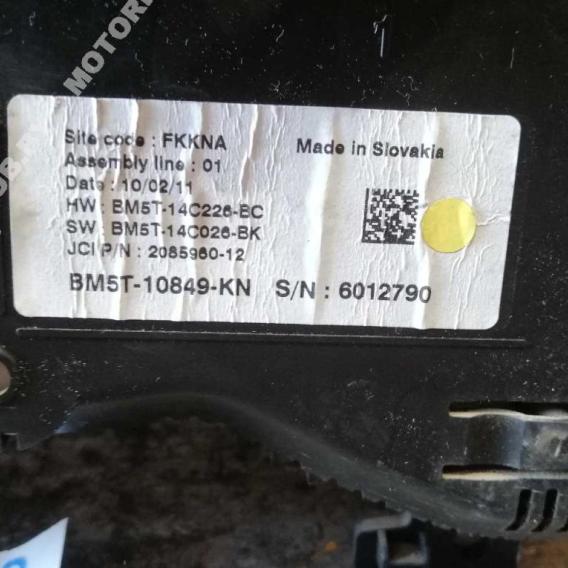 Site code : FKKNA
Made in Slovakia
Assembly line : 01
Date : 10/02/11
HW : BM5T-14C226-BC
SW : BM5T-14C026-BK
JCI P/N : 2085960-12
BM5T-10849-KN S/N : 6012790